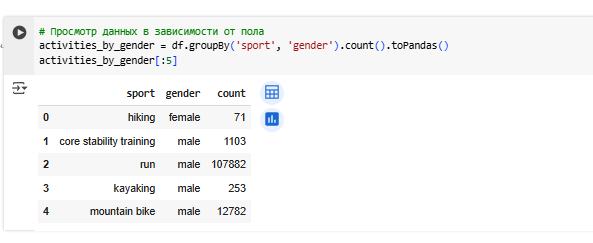 # Просмотр данных в зависимости от пола
activities_by_gender = df.groupBy('sport', 'gender').count().toPandas()
activities_by_gender[:5]
sport gender count
0 hiking female 71
1 core stability training male 1103
2 run male 107882
3 kayaking male 253
4 mountain bike male 12782